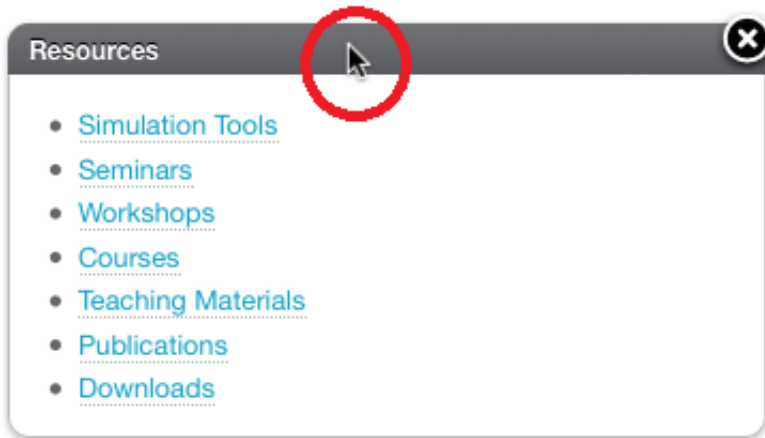 Resources
Simulation Tools
Seminars
Workshops
Courses
Teaching Materials
Publications
Downloads